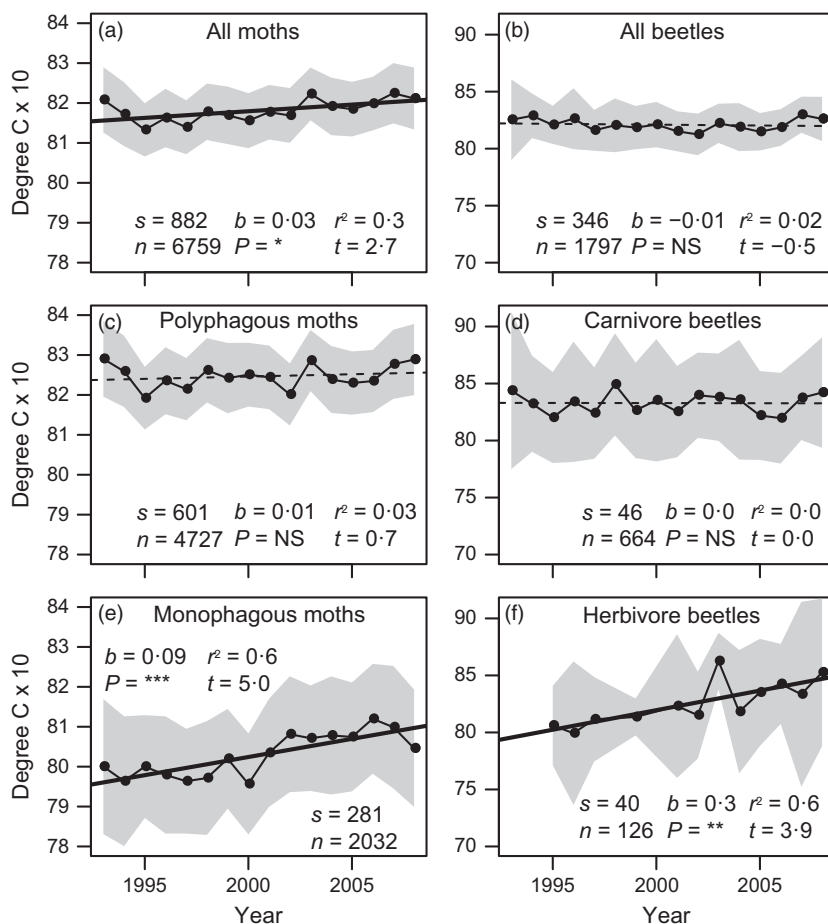 (a) All moths
Degree C x 10
84
83
82
81
80
79
78
s = 882 b = 0·03 r² = 0·3
n = 6759 P = * t = 2·7
(b) All beetles
90
85
80
75
70
s = 346 b = −0·01 r² = 0·02
n = 1797 P = NS t = −0·5
(c) Polyphagous moths
Degree C x 10
84
83
82
81
80
79
78
s = 601 b = 0·01 r² = 0·03
n = 4727 P = NS t = 0·7
(d) Carnivore beetles
90
85
80
75
70
s = 46 b = 0·0 r² = 0·0
n = 664 P = NS t = 0·0
(e) Monophagous moths
Degree C x 10
84
83
82
81
80
79
78
b = 0·09 r² = 0·6
P = *** t = 5·0
s = 281
n = 2032
1995 2000 2005
Year
(f) Herbivore beetles
90
85
80
75
70
s = 40 b = 0·3 r² = 0·6
n = 126 P = ** t = 3·9
1995 2000 2005
Year